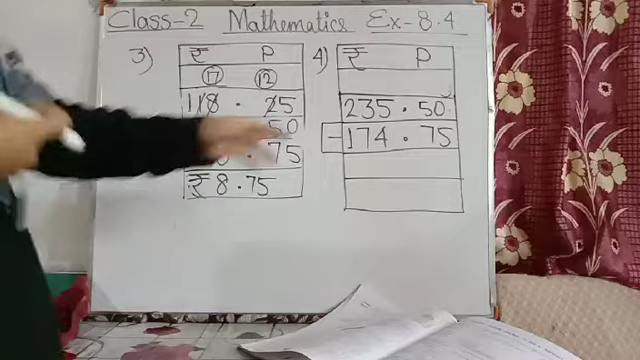 Class-2 Mathematics Ex-8.4
3) ₹ P
17 12
118 . 25
50
. 75
₹ 8.75
4) ₹ P
235 . 50
- 174 . 75